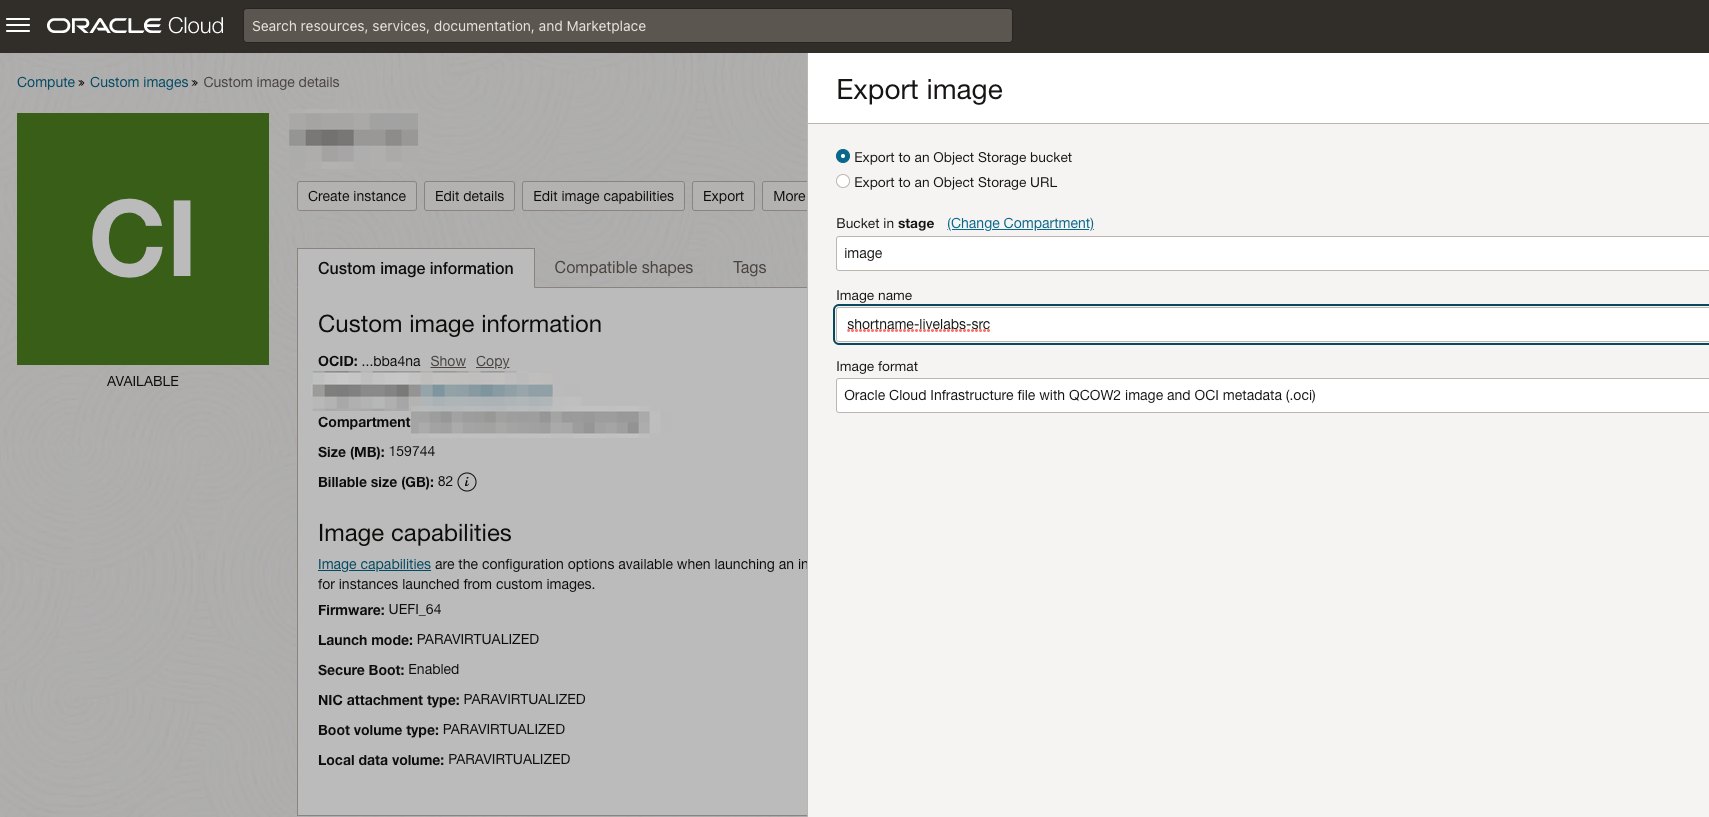 ORACLE Cloud
Search resources, services, documentation, and Marketplace
Compute » Custom images » Custom image details
CI
AVAILABLE
Create instance
Edit details
Edit image capabilities
Export
More
Custom image information
Compatible shapes
Tags
Custom image information
OCID: ...bba4na Show Copy
Compartment
Size (MB): 159744
Billable size (GB): 82 i
Image capabilities
Image capabilities are the configuration options available when launching an in
for instances launched from custom images.
Firmware: UEFI_64
Launch mode: PARAVIRTUALIZED
Secure Boot: Enabled
NIC attachment type: PARAVIRTUALIZED
Boot volume type: PARAVIRTUALIZED
Local data volume: PARAVIRTUALIZED
Export image
Export to an Object Storage bucket
Export to an Object Storage URL
Bucket in stage (Change Compartment)
image
Image name
shortname-livelabs-src
Image format
Oracle Cloud Infrastructure file with QCOW2 image and OCI metadata (.oci)